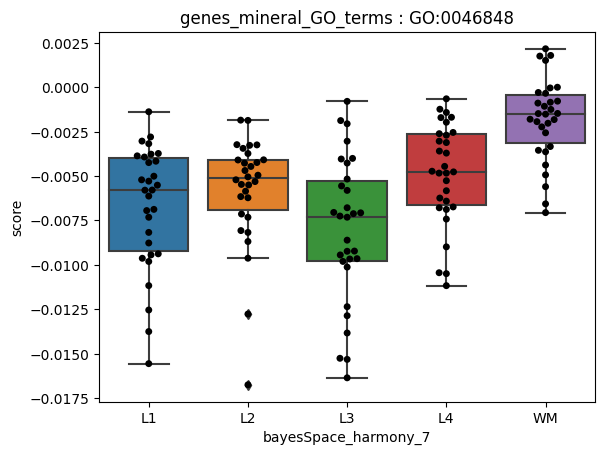 genes_mineral_GO_terms : GO:0046848
0.0025
0.0000
−0.0025
−0.0050
−0.0075
−0.0100
−0.0125
−0.0150
−0.0175
score
L1 L2 L3 L4 WM
bayesSpace_harmony_7